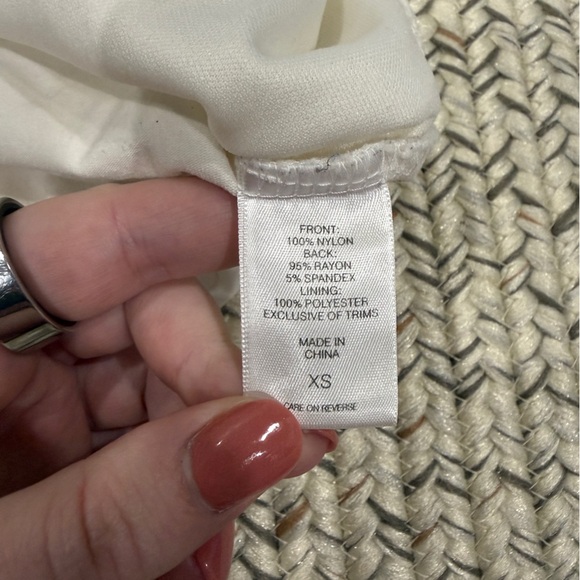 FRONT:
100% NYLON
BACK:
95% RAYON
5% SPANDEX
LINING:
100% POLYESTER
EXCLUSIVE OF TRIMS
MADE IN
CHINA
XS
CARE ON REVERSE